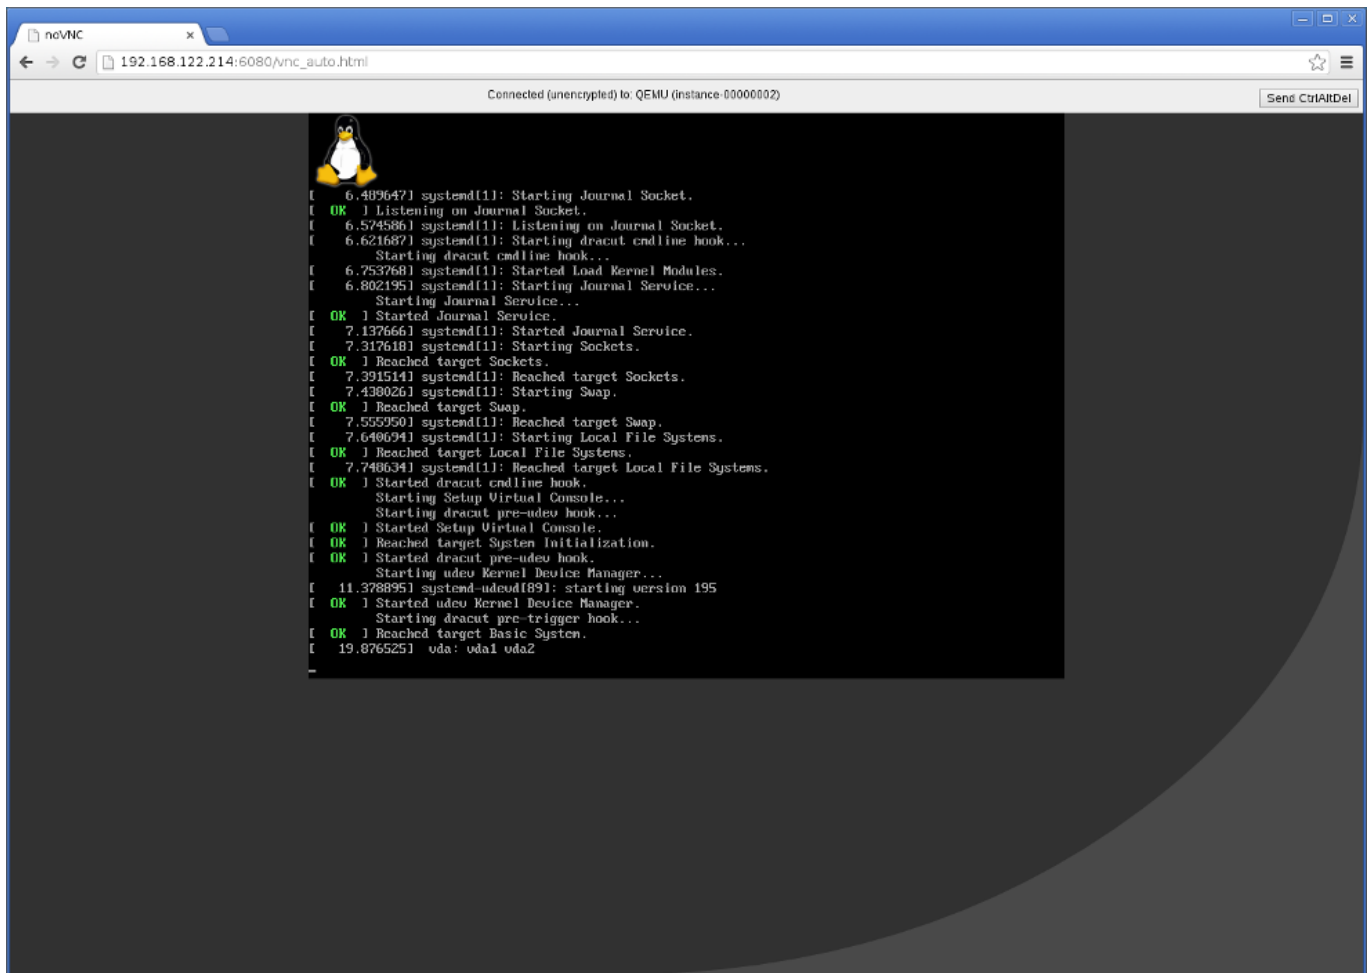 noVNC
192.168.122.214:6080/vnc_auto.html
Connected (unencrypted) to: QEMU (instance-00000002)
Send CtrlAltDel
[    6.489647] systemd[1]: Starting Journal Socket.
[  OK  ] Listening on Journal Socket.
[    6.574586] systemd[1]: Listening on Journal Socket.
[    6.621687] systemd[1]: Starting dracut cmdline hook...
         Starting dracut cmdline hook...
[    6.753768] systemd[1]: Started Load Kernel Modules.
[    6.802195] systemd[1]: Starting Journal Service...
         Starting Journal Service...
[  OK  ] Started Journal Service.
[    7.137666] systemd[1]: Started Journal Service.
[    7.317618] systemd[1]: Starting Sockets.
[  OK  ] Reached target Sockets.
[    7.391514] systemd[1]: Reached target Sockets.
[    7.438026] systemd[1]: Starting Swap.
[  OK  ] Reached target Swap.
[    7.555950] systemd[1]: Reached target Swap.
[    7.640694] systemd[1]: Starting Local File Systems.
[  OK  ] Reached target Local File Systems.
[    7.748634] systemd[1]: Reached target Local File Systems.
[  OK  ] Started dracut cmdline hook.
         Starting Setup Virtual Console...
         Starting dracut pre-udev hook...
[  OK  ] Started Setup Virtual Console.
[  OK  ] Reached target System Initialization.
[  OK  ] Started dracut pre-udev hook.
         Starting udev Kernel Device Manager...
[   11.378895] systemd-udevd[89]: starting version 195
[  OK  ] Started udev Kernel Device Manager.
         Starting dracut pre-trigger hook...
[  OK  ] Reached target Basic System.
[   19.876525]  vda: vda1 vda2